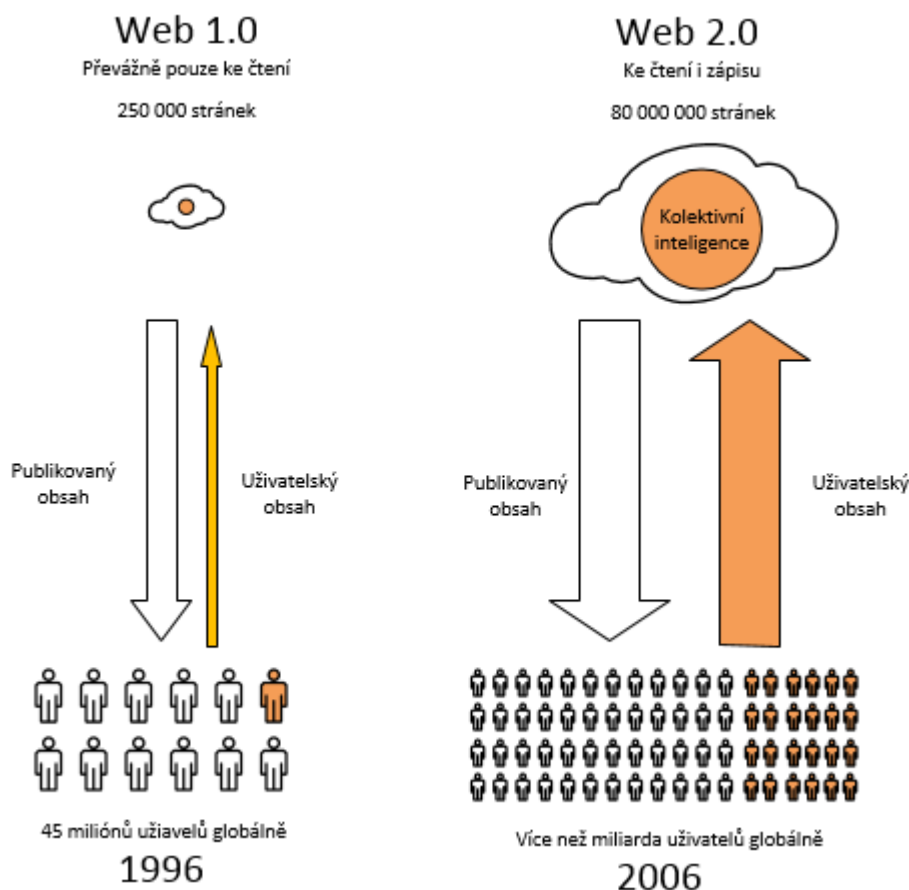 Web 1.0
Převážně pouze ke čtení
250 000 stránek
Publikovaný
obsah
Uživatelský
obsah
45 miliónů užiavelů globálně
1996
Web 2.0
Ke čtení i zápisu
80 000 000 stránek
Kolektivní
inteligence
Publikovaný
obsah
Uživatelský
obsah
Více než miliarda uživatelů globálně
2006